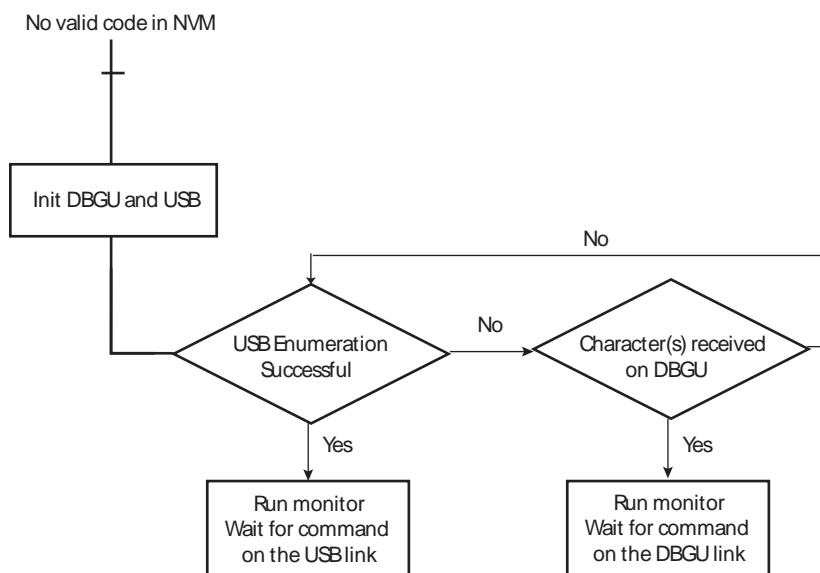 No valid code in NVM
Init DBGU and USB
No
USB Enumeration
Successful
No
Character(s) received
on DBGU
Yes
Yes
Run monitor
Wait for command
on the USB link
Run monitor
Wait for command
on the DBGU link